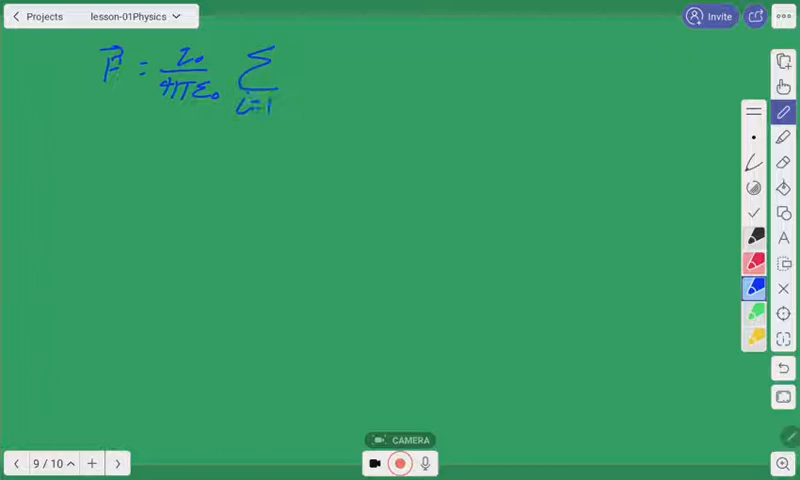 Projects lesson-01Physics Invite
F⃗ = q₀/4πε₀ Σ i=1
CAMERA
9 / 10